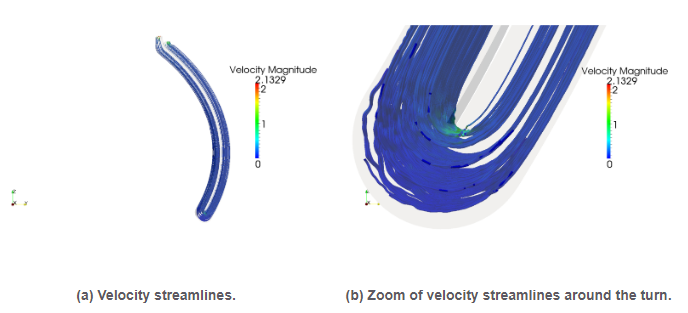 Velocity Magnitude
2.1329
2
1
0
Velocity Magnitude
2.1329
2
1
0
(a) Velocity streamlines.
(b) Zoom of velocity streamlines around the turn.